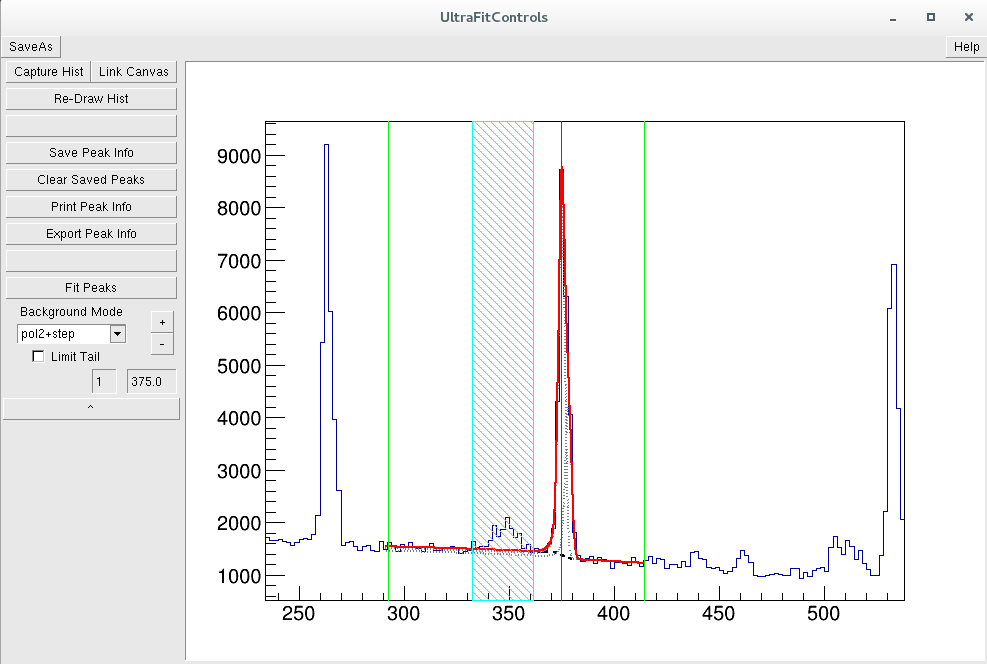 UltraFitControls
SaveAs
Help
Capture Hist
Link Canvas
Re-Draw Hist
Save Peak Info
Clear Saved Peaks
Print Peak Info
Export Peak Info
Fit Peaks
Background Mode
+
pol2+step
-
Limit Tail
1
375.0
^
9000
8000
7000
6000
5000
4000
3000
2000
1000
250
300
350
400
450
500